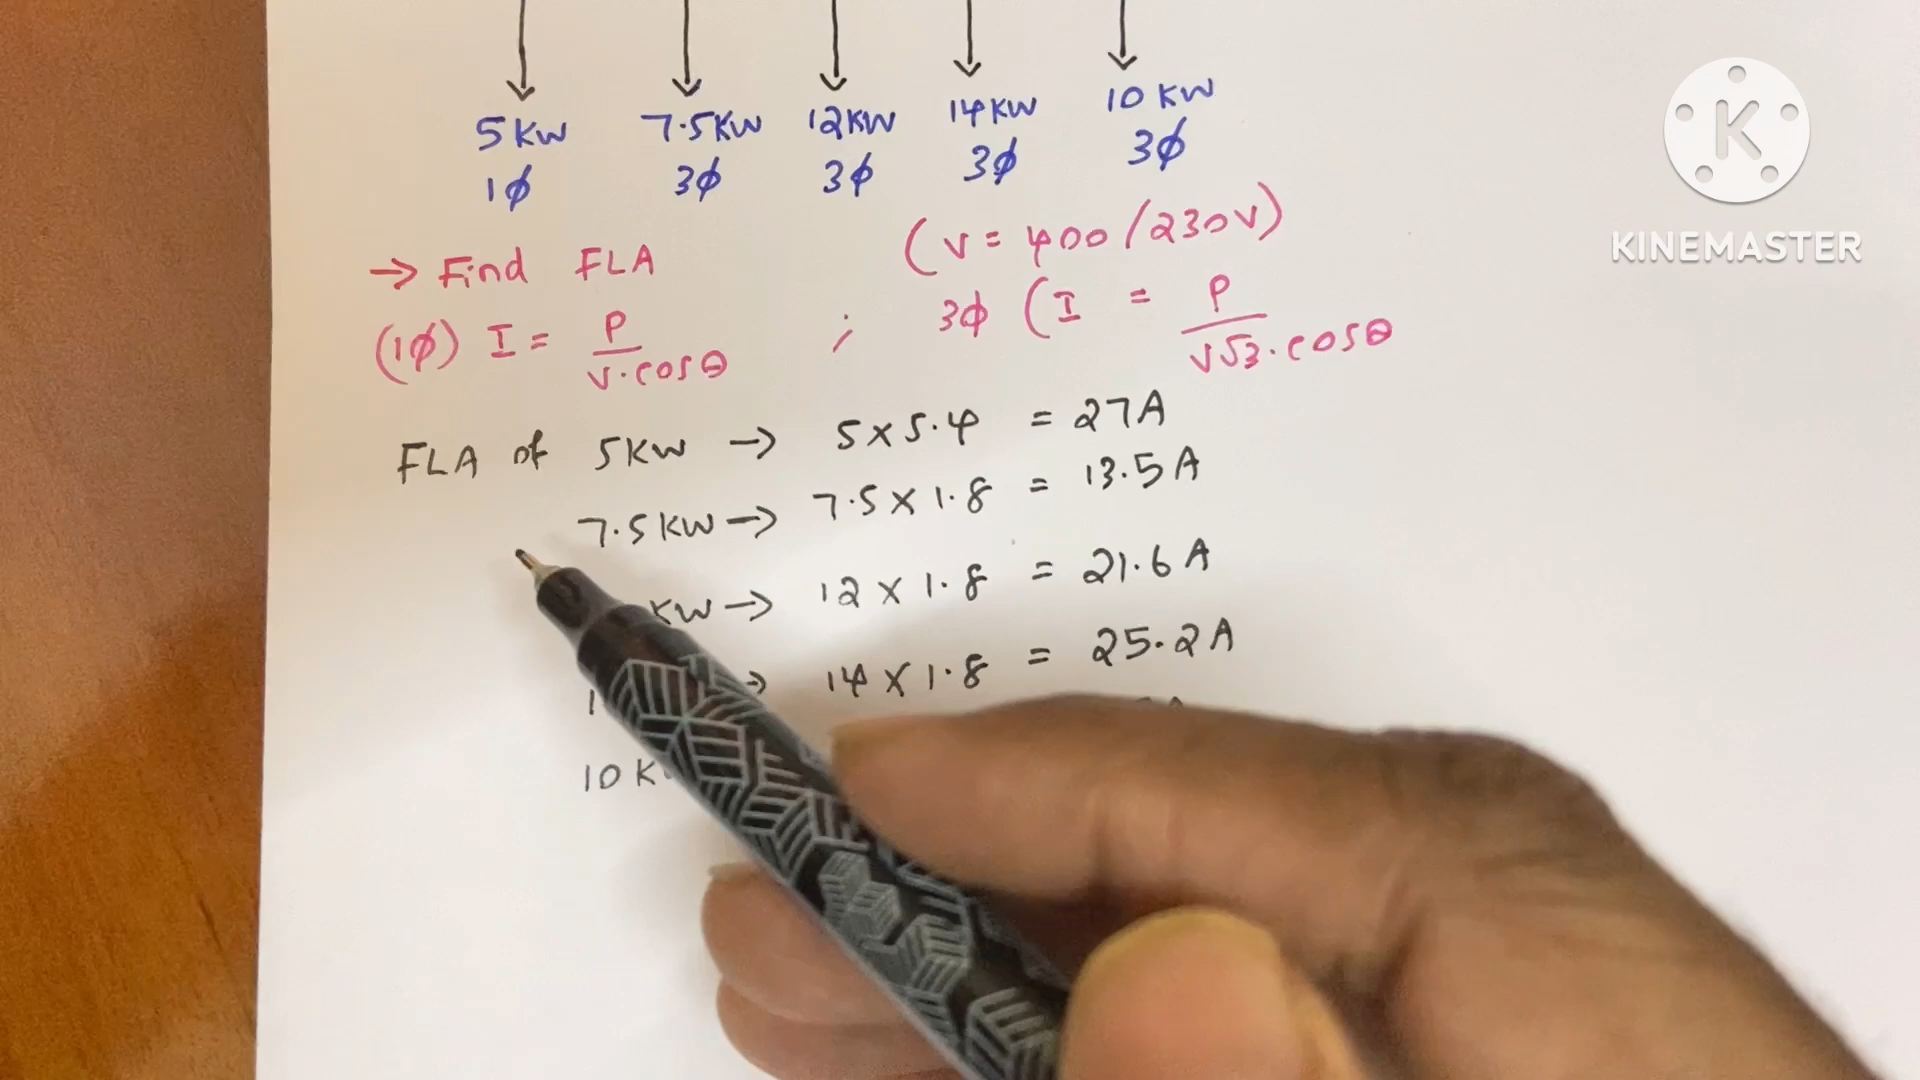 5KW 7.5KW 12KW 14KW 10KW
1φ 3φ 3φ 3φ 3φ
K
KINEMASTER
→ Find FLA (V = 400/230V)
(1φ) I = P / V.cosθ ; 3φ (I = P / V√3.cosθ
FLA of 5KW → 5 x 5.4 = 27A
7.5KW → 7.5 x 1.8 = 13.5A
KW → 12 x 1.8 = 21.6A
→ 14 x 1.8 = 25.2A
10 K